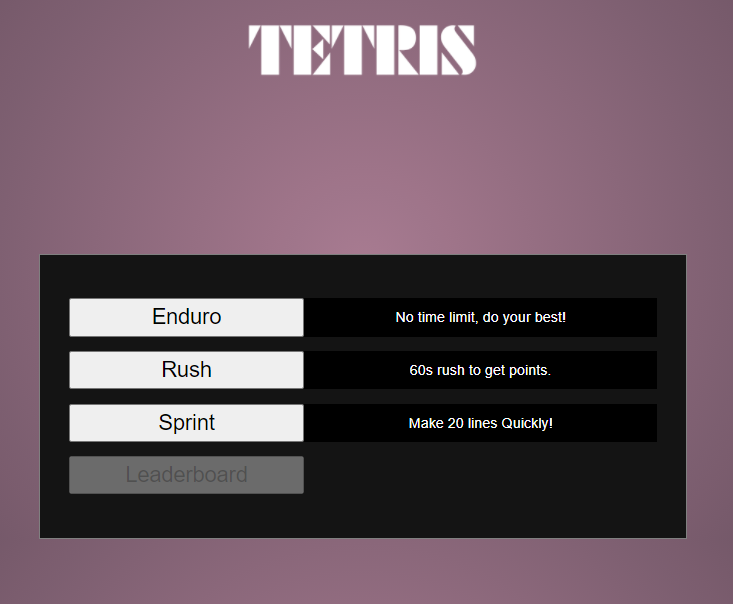 TETRIS
Enduro No time limit, do your best!
Rush 60s rush to get points.
Sprint Make 20 lines Quickly!
Leaderboard